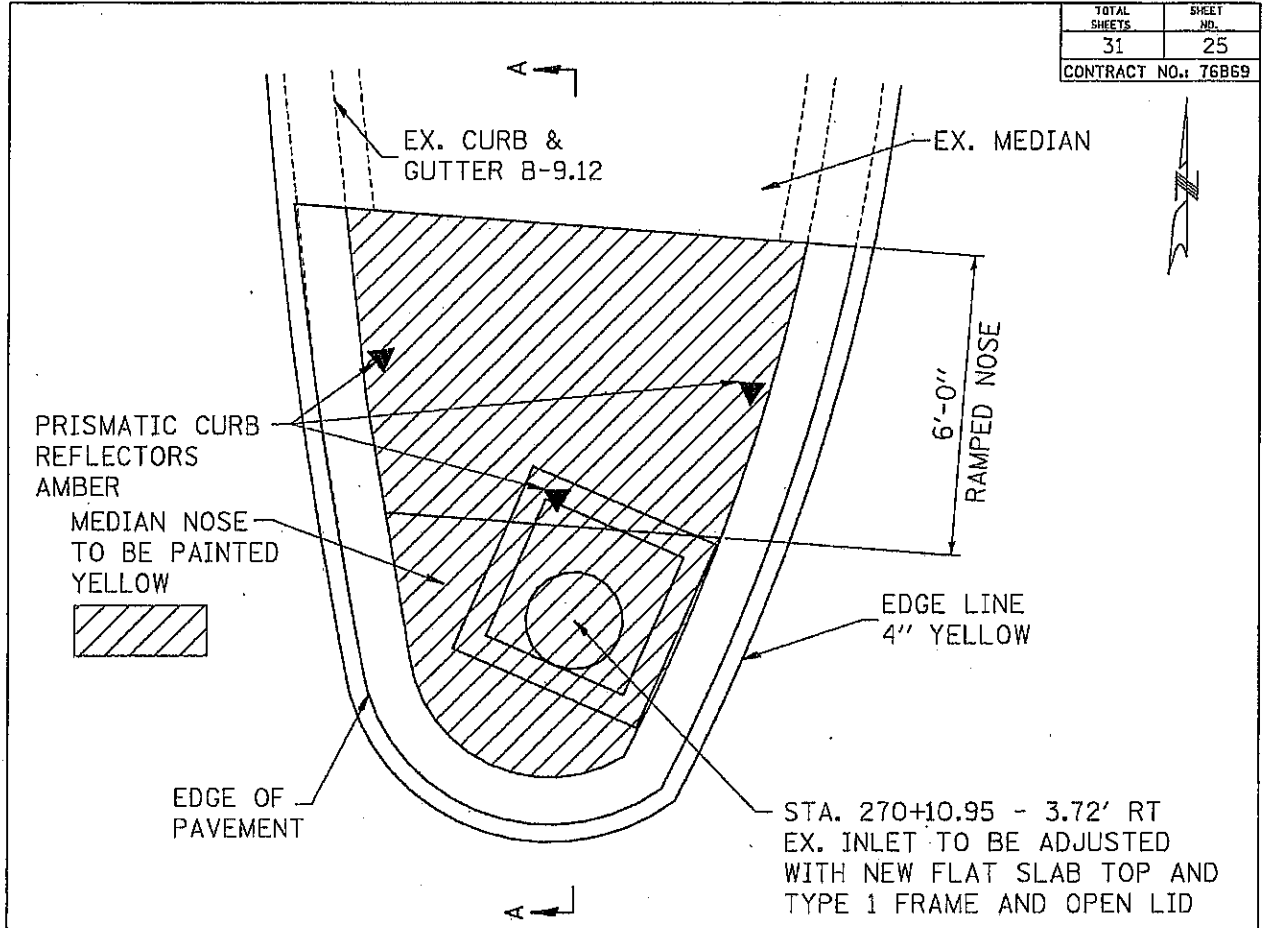 TOTAL SHEETS
SHEET NO.
31
25
CONTRACT NO.: 76B69
A
EX. CURB &
GUTTER B-9.12
EX. MEDIAN
N
PRISMATIC CURB
REFLECTORS
AMBER
6'-0"
RAMPED NOSE
MEDIAN NOSE
TO BE PAINTED
YELLOW
EDGE LINE
4" YELLOW
EDGE OF
PAVEMENT
STA. 270+10.95 - 3.72' RT
EX. INLET TO BE ADJUSTED
WITH NEW FLAT SLAB TOP AND
TYPE 1 FRAME AND OPEN LID
A